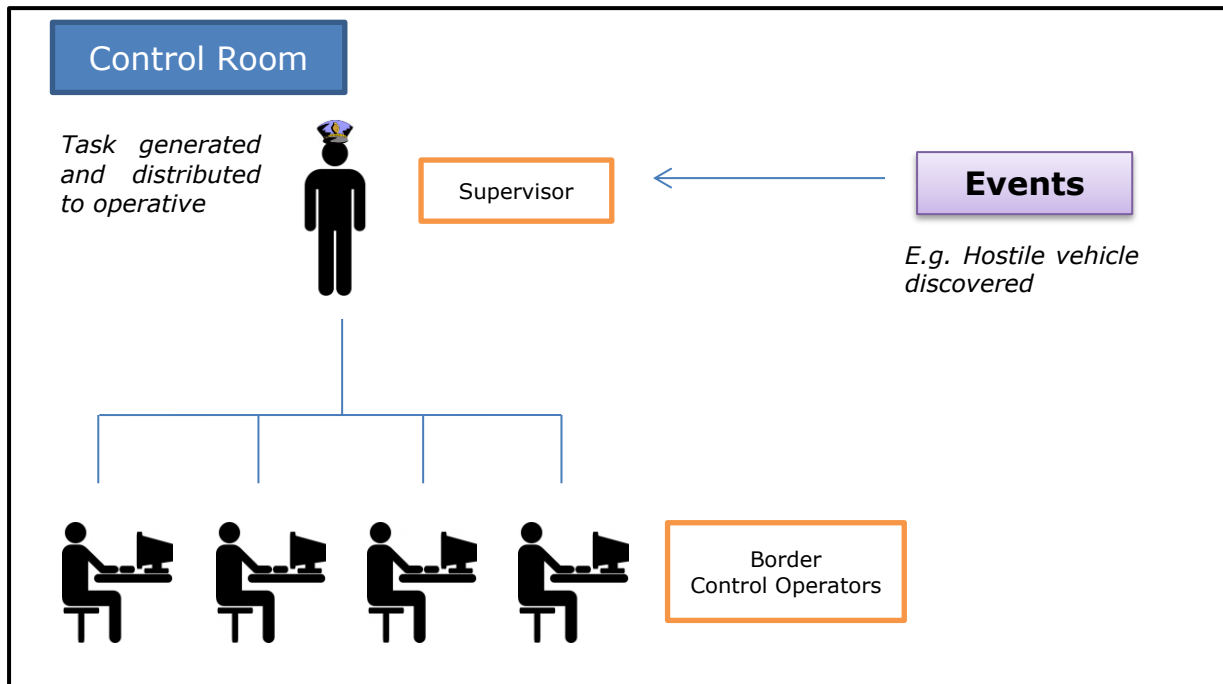 Control Room
Task generated
and distributed
to operative
Supervisor
Events
E.g. Hostile vehicle
discovered
Border
Control Operators